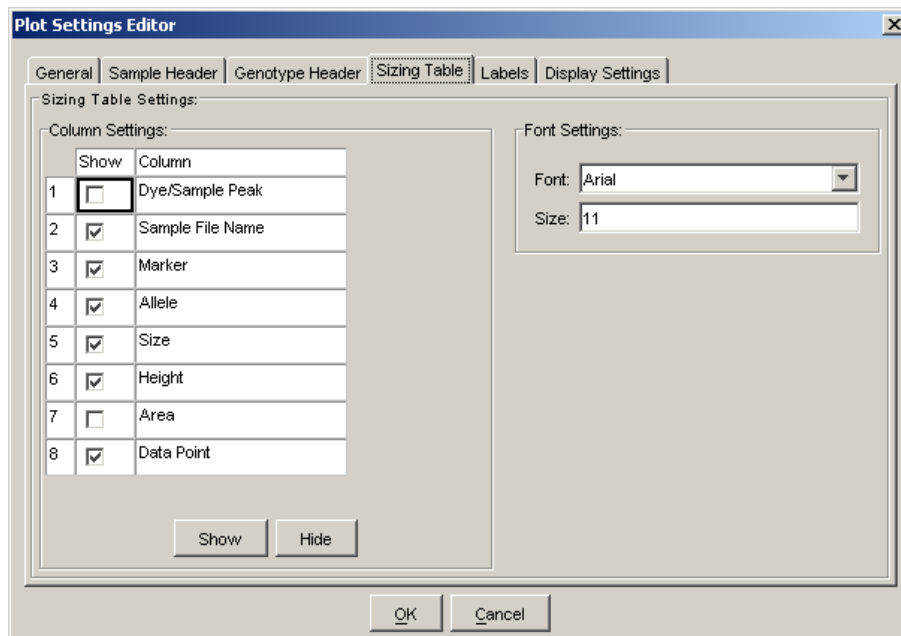 Plot Settings Editor
General Sample Header Genotype Header Sizing Table Labels Display Settings
Sizing Table Settings:
Column Settings:
Show Column
1 Dye/Sample Peak
2 Sample File Name
3 Marker
4 Allele
5 Size
6 Height
7 Area
8 Data Point
Show Hide
Font Settings:
Font: Arial
Size: 11
OK Cancel